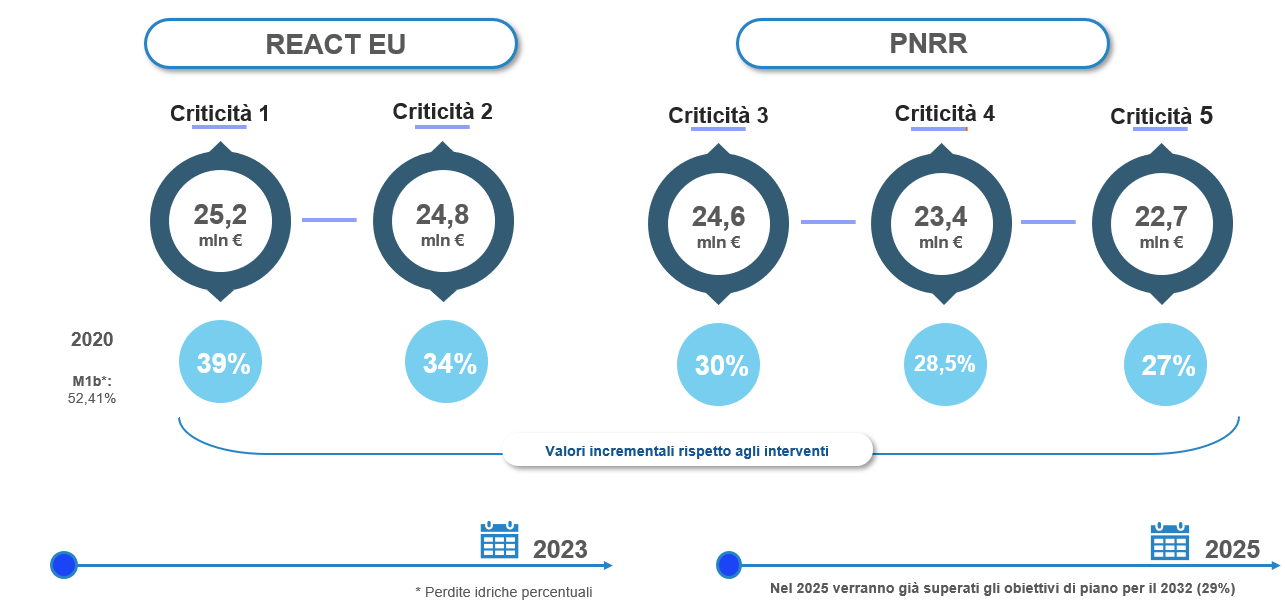 REACT EU
PNRR
Criticità 1
Criticità 2
Criticità 3
Criticità 4
Criticità 5
25,2
mln €
24,8
mln €
24,6
mln €
23,4
mln €
22,7
mln €
2020
M1b*:
52,41%
39%
34%
30%
28,5%
27%
Valori incrementali rispetto agli interventi
2023
* Perdite idriche percentuali
2025
Nel 2025 verranno già superati gli obiettivi di piano per il 2032 (29%)